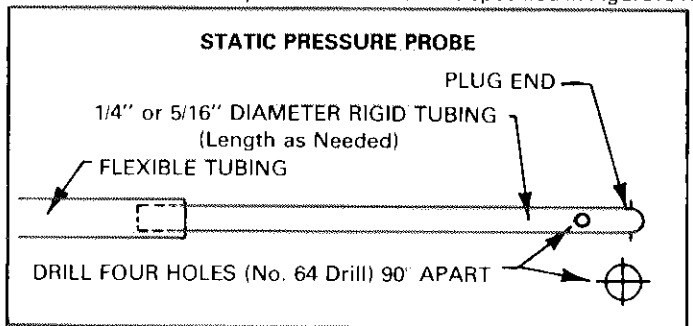 STATIC PRESSURE PROBE
PLUG END
1/4" or 5/16" DIAMETER RIGID TUBING
(Length as Needed)
FLEXIBLE TUBING
DRILL FOUR HOLES (No. 64 Drill) 90° APART